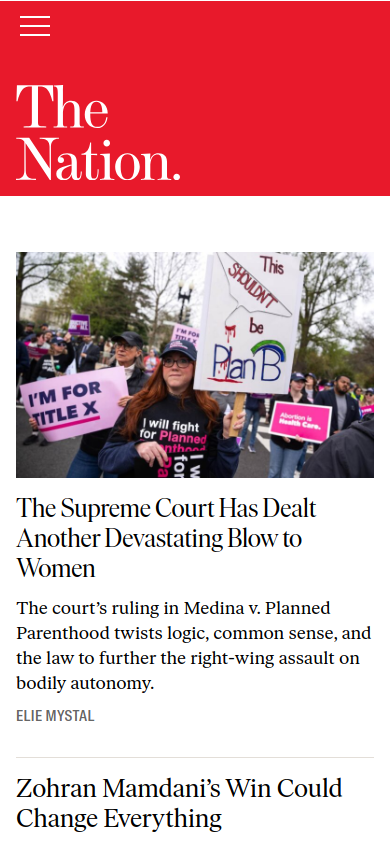 The
Nation.
This
SHOULDN'T
be
Plan B
I'M FOR
TITLE X
I'M FOR
I will fight
for Planned
Abortion is
Health Care.
The Supreme Court Has Dealt
Another Devastating Blow to
Women
The court's ruling in Medina v. Planned
Parenthood twists logic, common sense, and
the law to further the right-wing assault on
bodily autonomy.
ELIE MYSTAL
Zohran Mamdani's Win Could
Change Everything